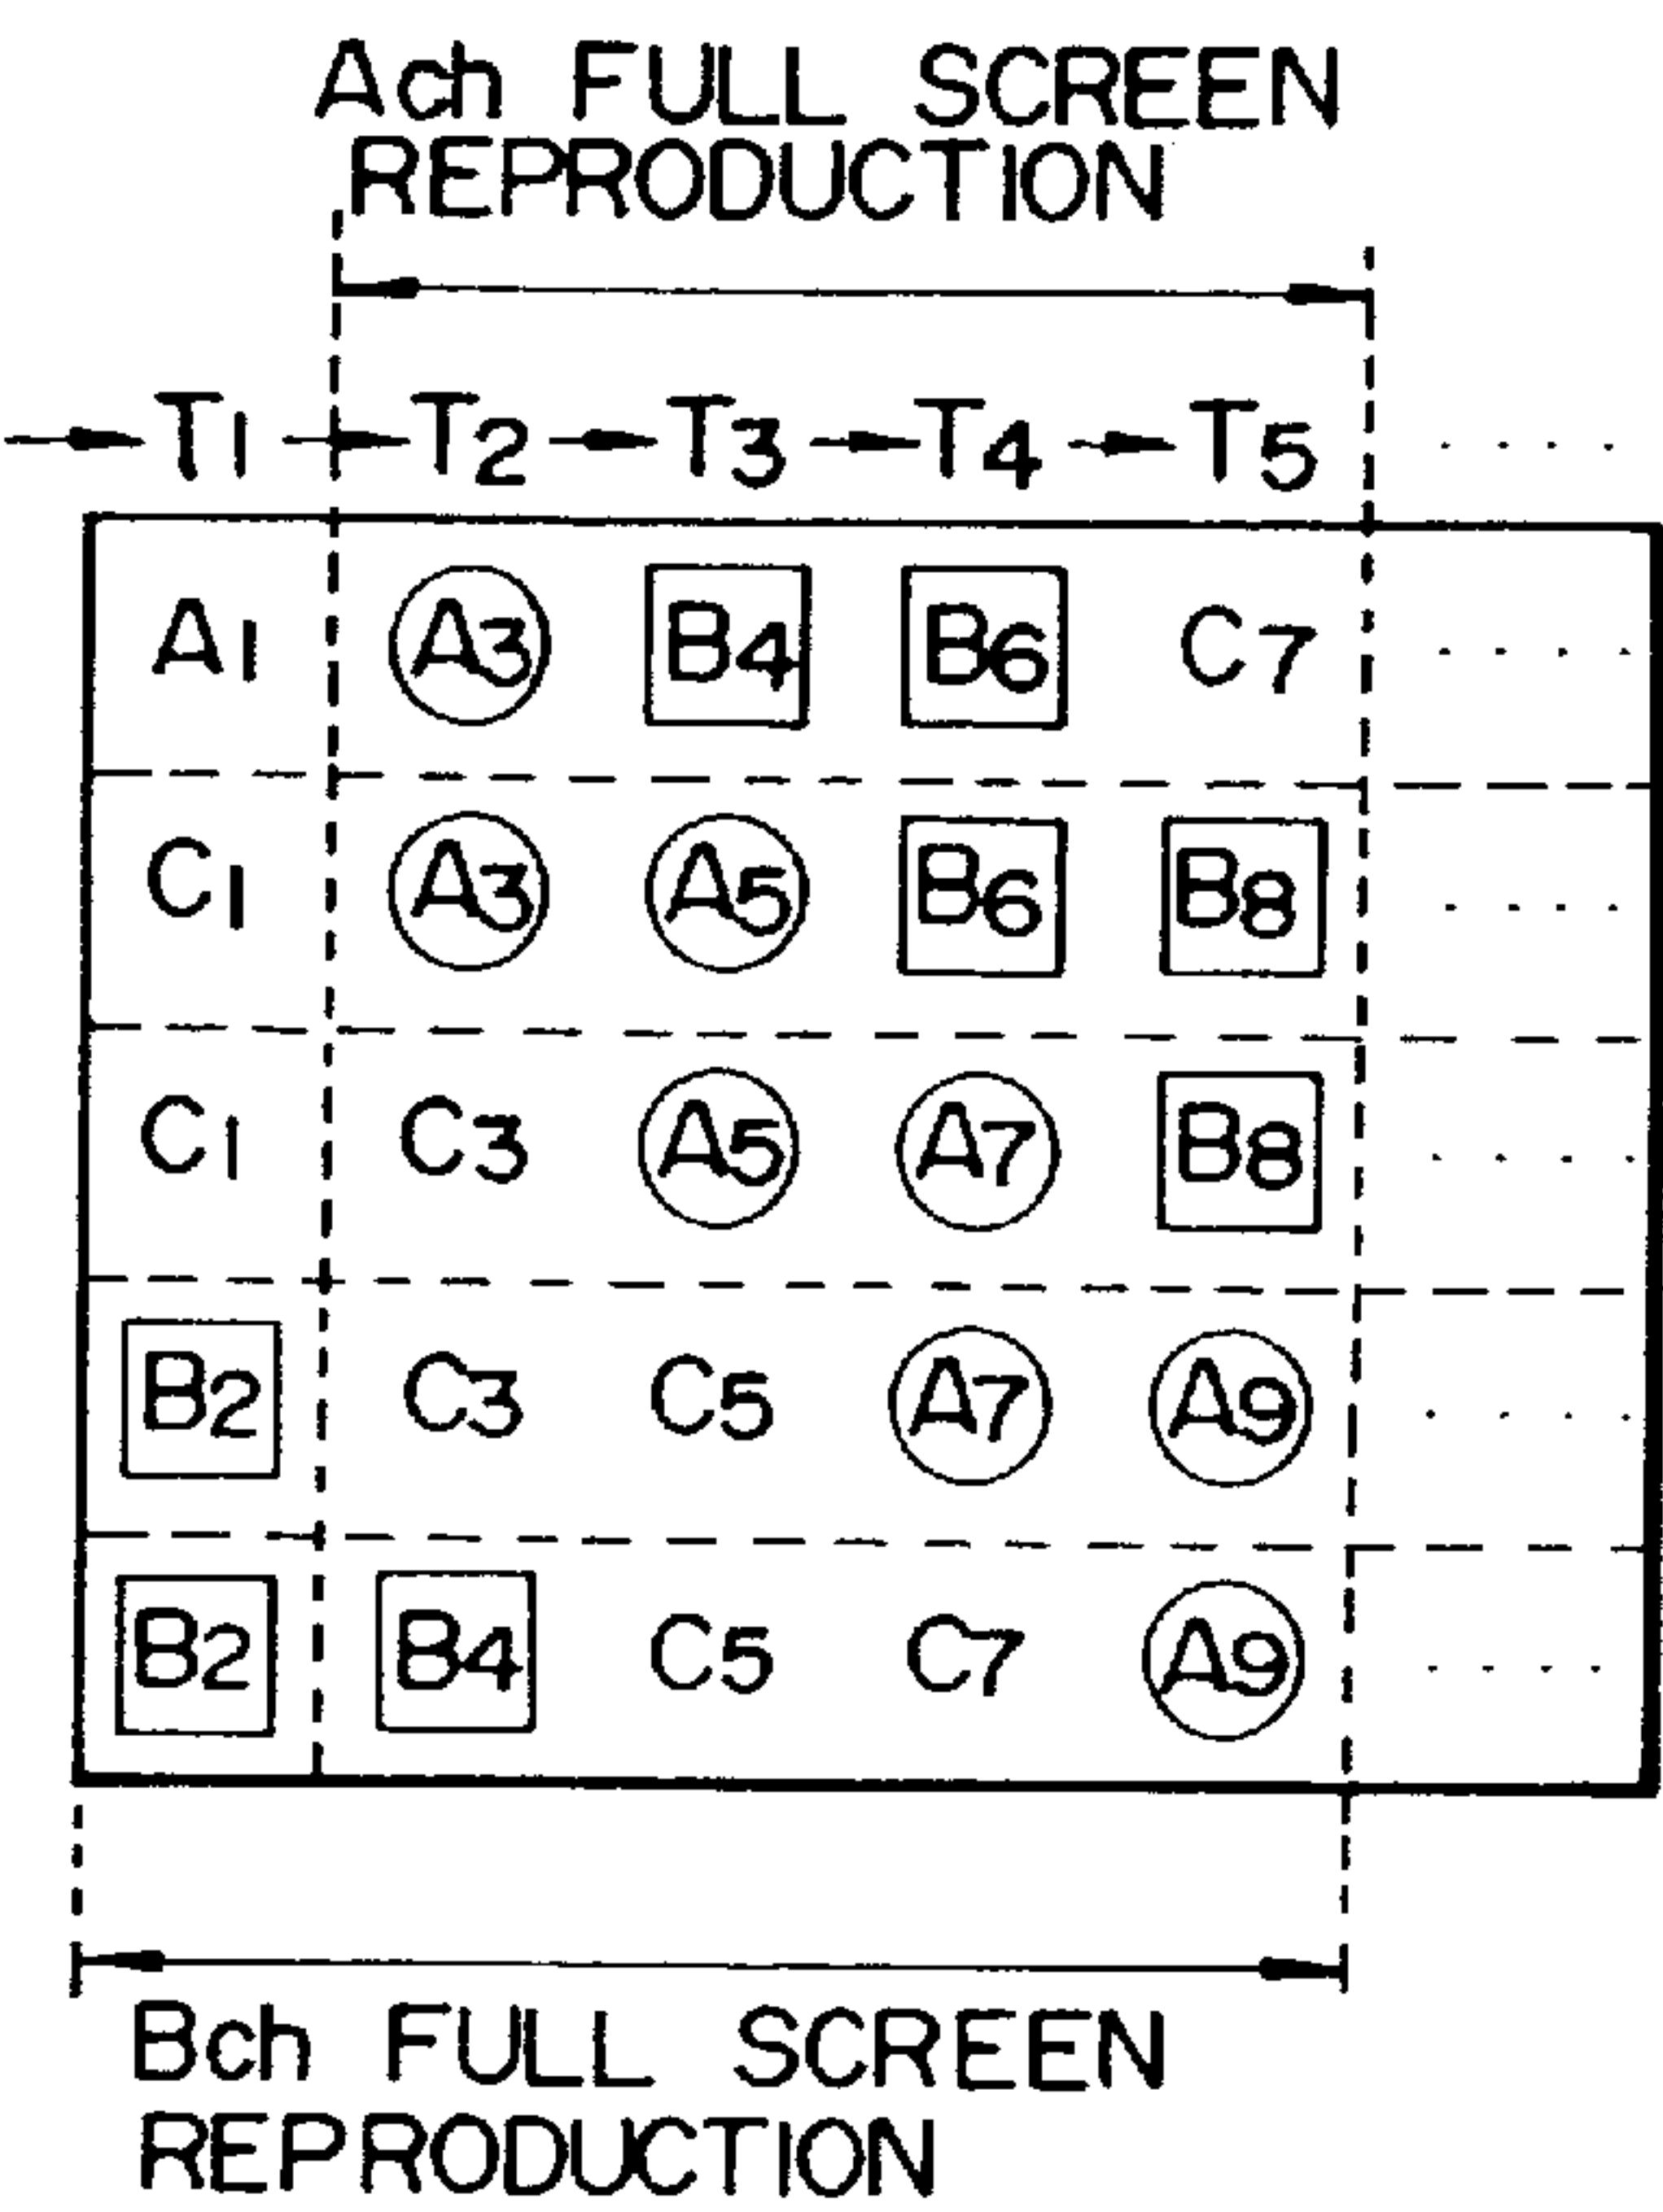 Ach FULL SCREEN
REPRODUCTION
T1 T2 T3 T4 T5 ....
A1 A3 B4 B6 C7 ....
C1 A3 A5 B6 B8 ....
C1 C3 A5 A7 B8 ....
B2 C3 C5 A7 A9 ....
B2 B4 C5 C7 A9 ....
Bch FULL SCREEN
REPRODUCTION